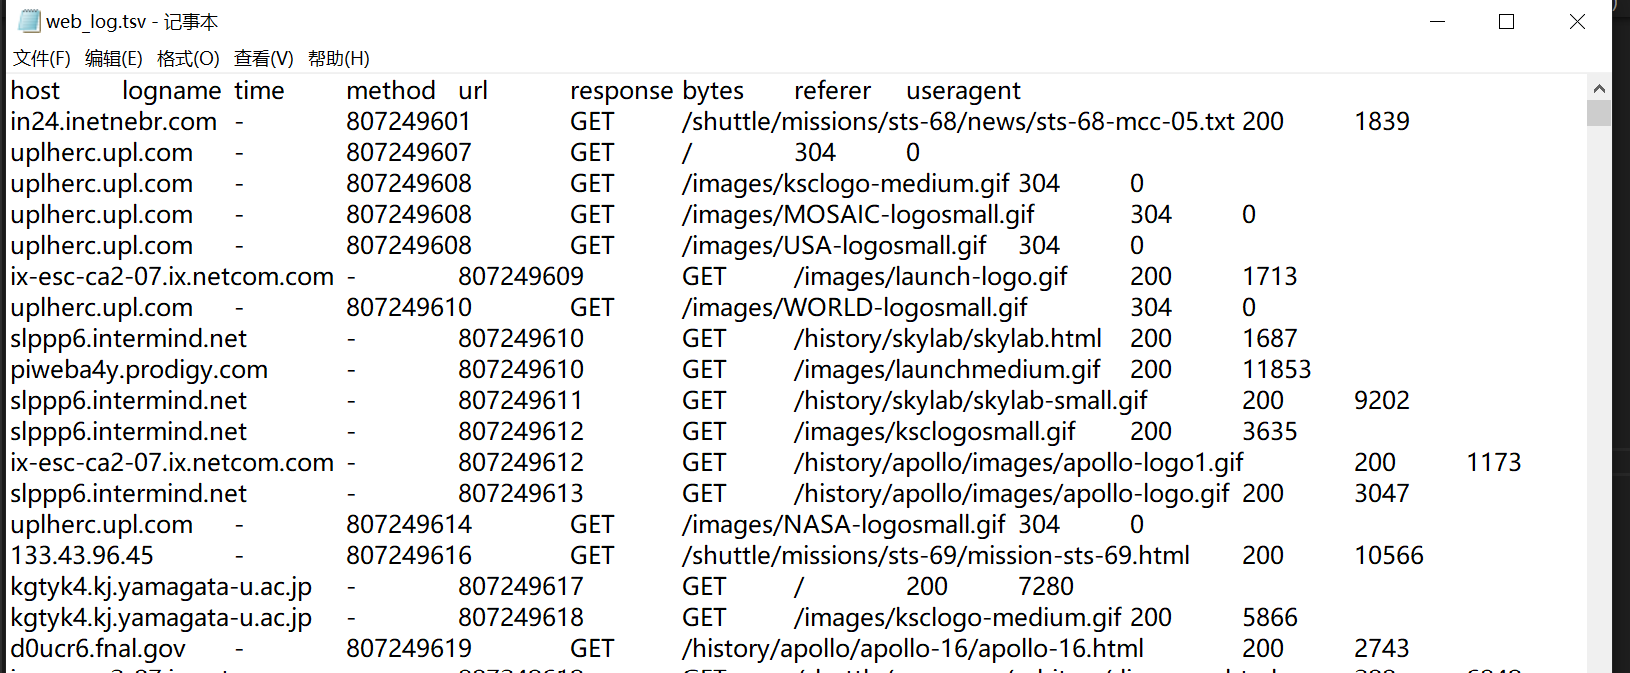 web_log.tsv - 记事本
文件(F) 编辑(E) 格式(O) 查看(V) 帮助(H)
host logname time method url response bytes referer useragent
in24.inetnebr.com - 807249601 GET /shuttle/missions/sts-68/news/sts-68-mcc-05.txt 200 1839
uplherc.upl.com - 807249607 GET / 304 0
uplherc.upl.com - 807249608 GET /images/ksclogo-medium.gif 304 0
uplherc.upl.com - 807249608 GET /images/MOSAIC-logosmall.gif 304 0
uplherc.upl.com - 807249608 GET /images/USA-logosmall.gif 304 0
ix-esc-ca2-07.ix.netcom.com - 807249609 GET /images/launch-logo.gif 200 1713
uplherc.upl.com - 807249610 GET /images/WORLD-logosmall.gif 304 0
slppp6.intermind.net - 807249610 GET /history/skylab/skylab.html 200 1687
piweba4y.prodigy.com - 807249610 GET /images/launchmedium.gif 200 11853
slppp6.intermind.net - 807249611 GET /history/skylab/skylab-small.gif 200 9202
slppp6.intermind.net - 807249612 GET /images/ksclogosmall.gif 200 3635
ix-esc-ca2-07.ix.netcom.com - 807249612 GET /history/apollo/images/apollo-logo1.gif 200 1173
slppp6.intermind.net - 807249613 GET /history/apollo/images/apollo-logo.gif 200 3047
uplherc.upl.com - 807249614 GET /images/NASA-logosmall.gif 304 0
133.43.96.45 - 807249616 GET /shuttle/missions/sts-69/mission-sts-69.html 200 10566
kgtyk4.kj.yamagata-u.ac.jp - 807249617 GET / 200 7280
kgtyk4.kj.yamagata-u.ac.jp - 807249618 GET /images/ksclogo-medium.gif 200 5866
d0ucr6.fnal.gov - 807249619 GET /history/apollo/apollo-16/apollo-16.html 200 2743